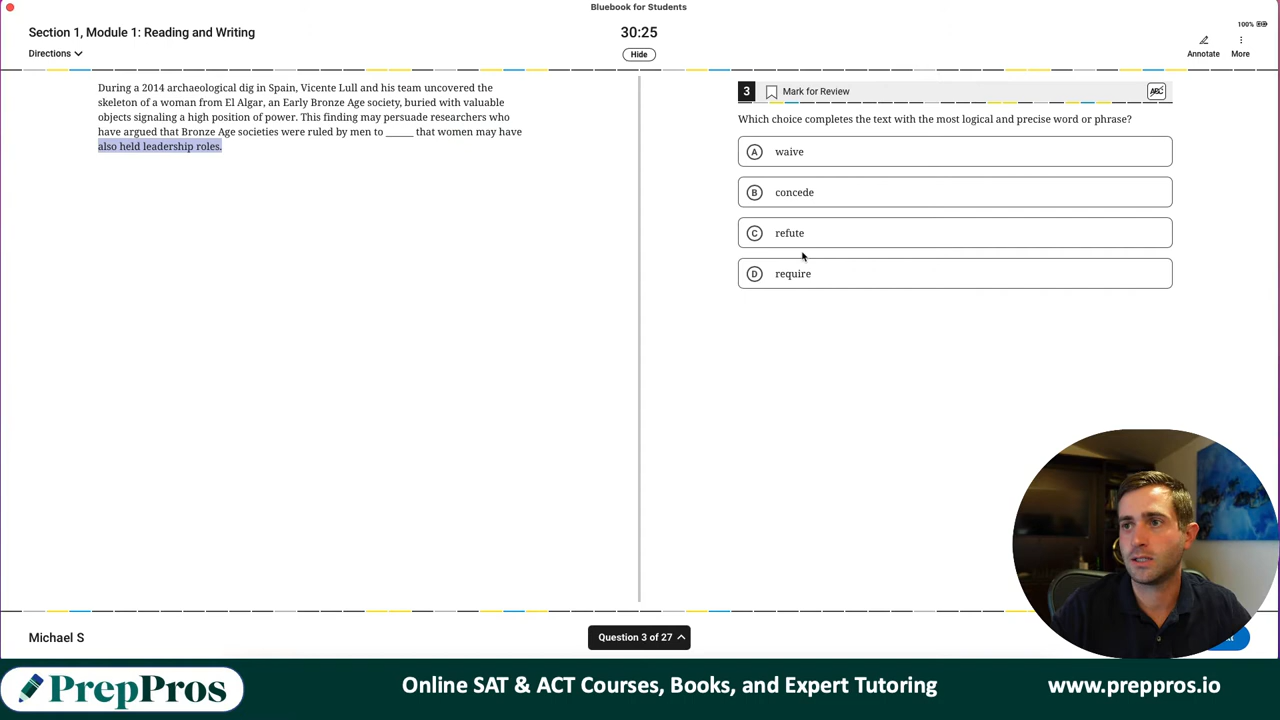 Bluebook for Students
Section 1, Module 1: Reading and Writing
30:25
100%
Directions
Hide
Annotate
More
During a 2014 archaeological dig in Spain, Vicente Lull and his team uncovered the
skeleton of a woman from El Algar, an Early Bronze Age society, buried with valuable
objects signaling a high position of power. This finding may persuade researchers who
have argued that Bronze Age societies were ruled by men to ______ that women may have
also held leadership roles.
3
Mark for Review
ABC
Which choice completes the text with the most logical and precise word or phrase?
A waive
B concede
C refute
D require
Michael S
Question 3 of 27
PrepPros
Online SAT & ACT Courses, Books, and Expert Tutoring
www.preppros.io